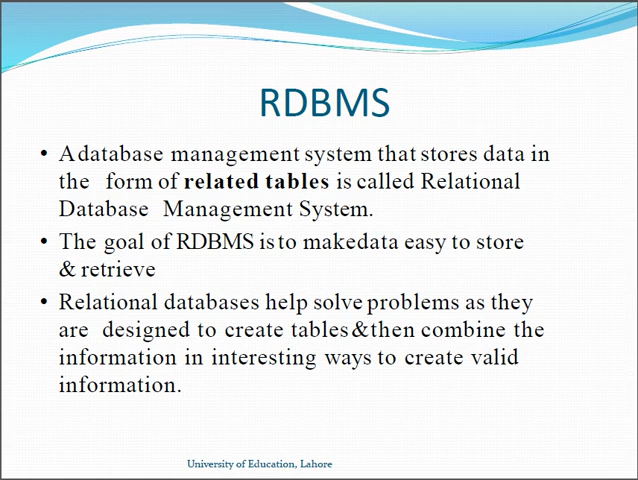 RDBMS
• A database management system that stores data in
the form of related tables is called Relational
Database Management System.
• The goal of RDBMS is to make data easy to store
& retrieve
• Relational databases help solve problems as they
are designed to create tables & then combine the
information in interesting ways to create valid
information.
University of Education, Lahore